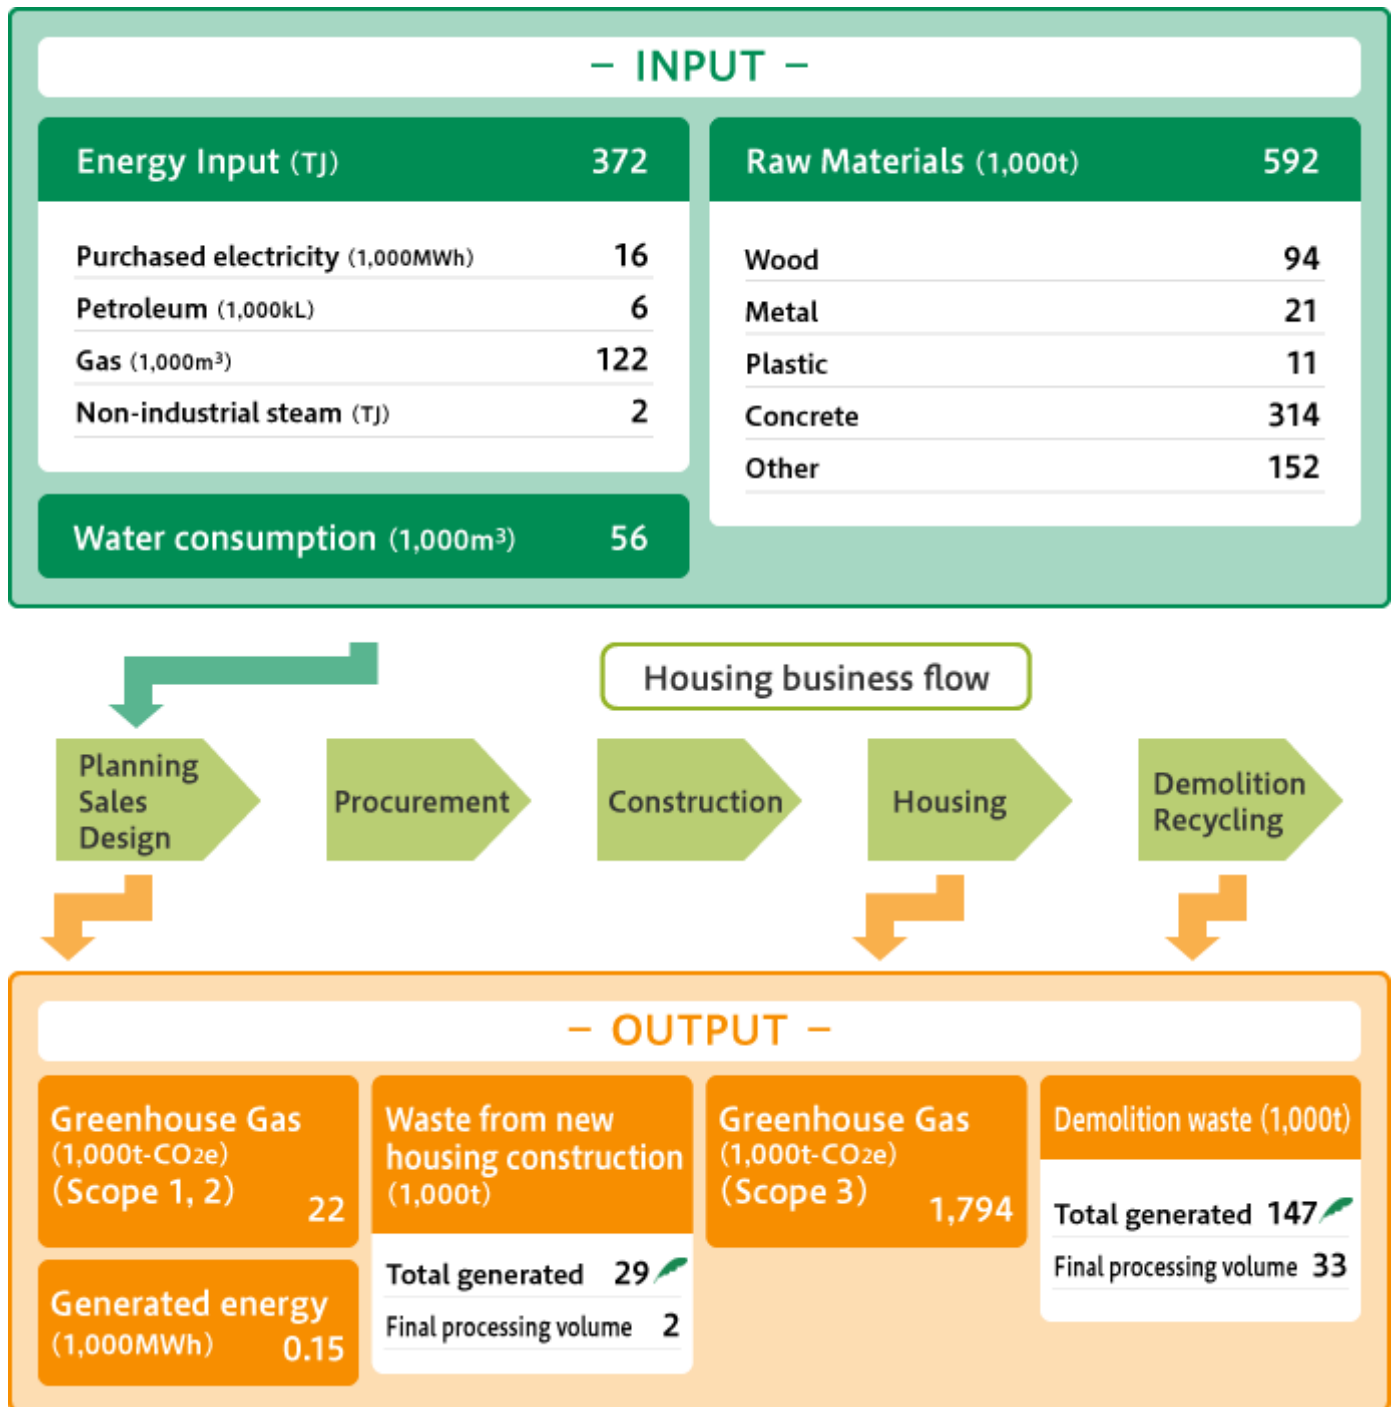 – INPUT –
Energy Input (TJ) 372
Purchased electricity (1,000MWh) 16
Petroleum (1,000kL) 6
Gas (1,000m³) 122
Non-industrial steam (TJ) 2
Water consumption (1,000m³) 56
Raw Materials (1,000t) 592
Wood 94
Metal 21
Plastic 11
Concrete 314
Other 152
Housing business flow
Planning
Sales
Design
Procurement
Construction
Housing
Demolition
Recycling
– OUTPUT –
Greenhouse Gas
(1,000t-CO2e)
(Scope 1, 2) 22
Generated energy
(1,000MWh) 0.15
Waste from new
housing construction
(1,000t)
Total generated 29
Final processing volume 2
Greenhouse Gas
(1,000t-CO2e)
(Scope 3) 1,794
Demolition waste (1,000t)
Total generated 147
Final processing volume 33